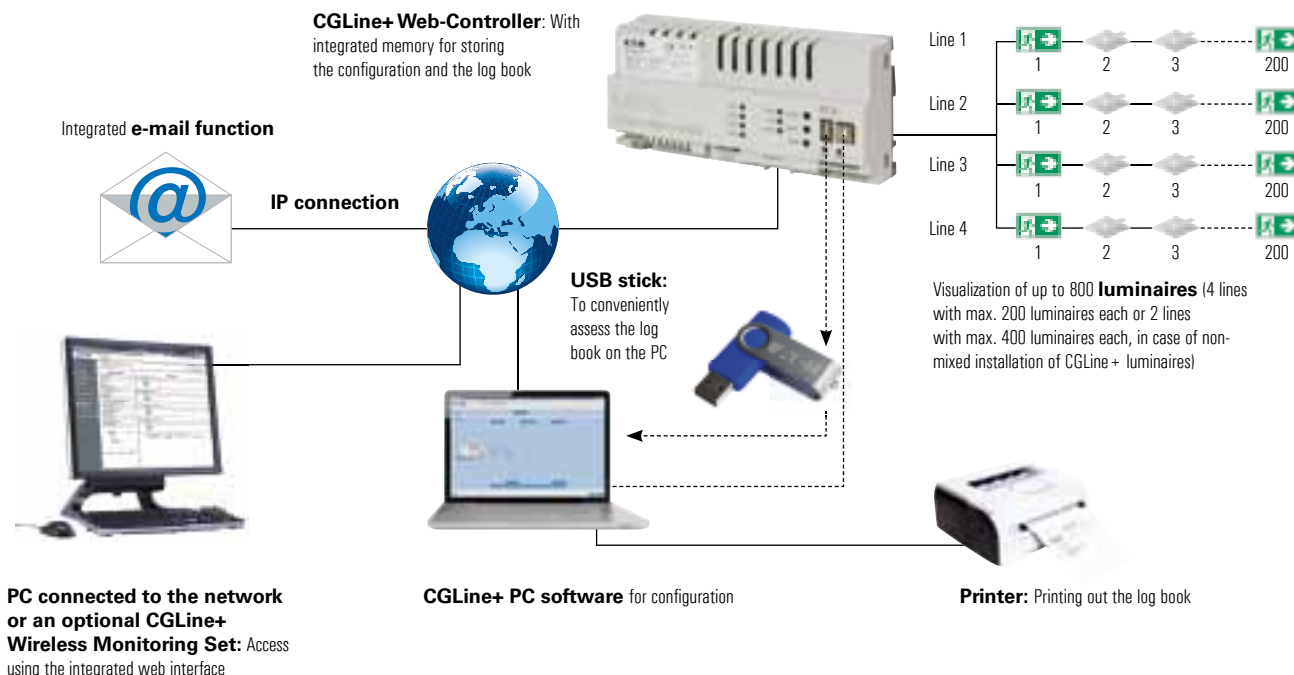 CGLine+ Web-Controller: With
integrated memory for storing
the configuration and the log book
Integrated e-mail function
@
IP connection
Line 1
1 2 3 200
Line 2
1 2 3 200
Line 3
1 2 3 200
Line 4
1 2 3 200
Visualization of up to 800 luminaires (4 lines
with max. 200 luminaires each or 2 lines
with max. 400 luminaires each, in case of non-
mixed installation of CGLine+ luminaires)
USB stick:
To conveniently
assess the log
book on the PC
PC connected to the network
or an optional CGLine+
Wireless Monitoring Set: Access
using the integrated web interface
CGLine+ PC software for configuration
Printer: Printing out the log book